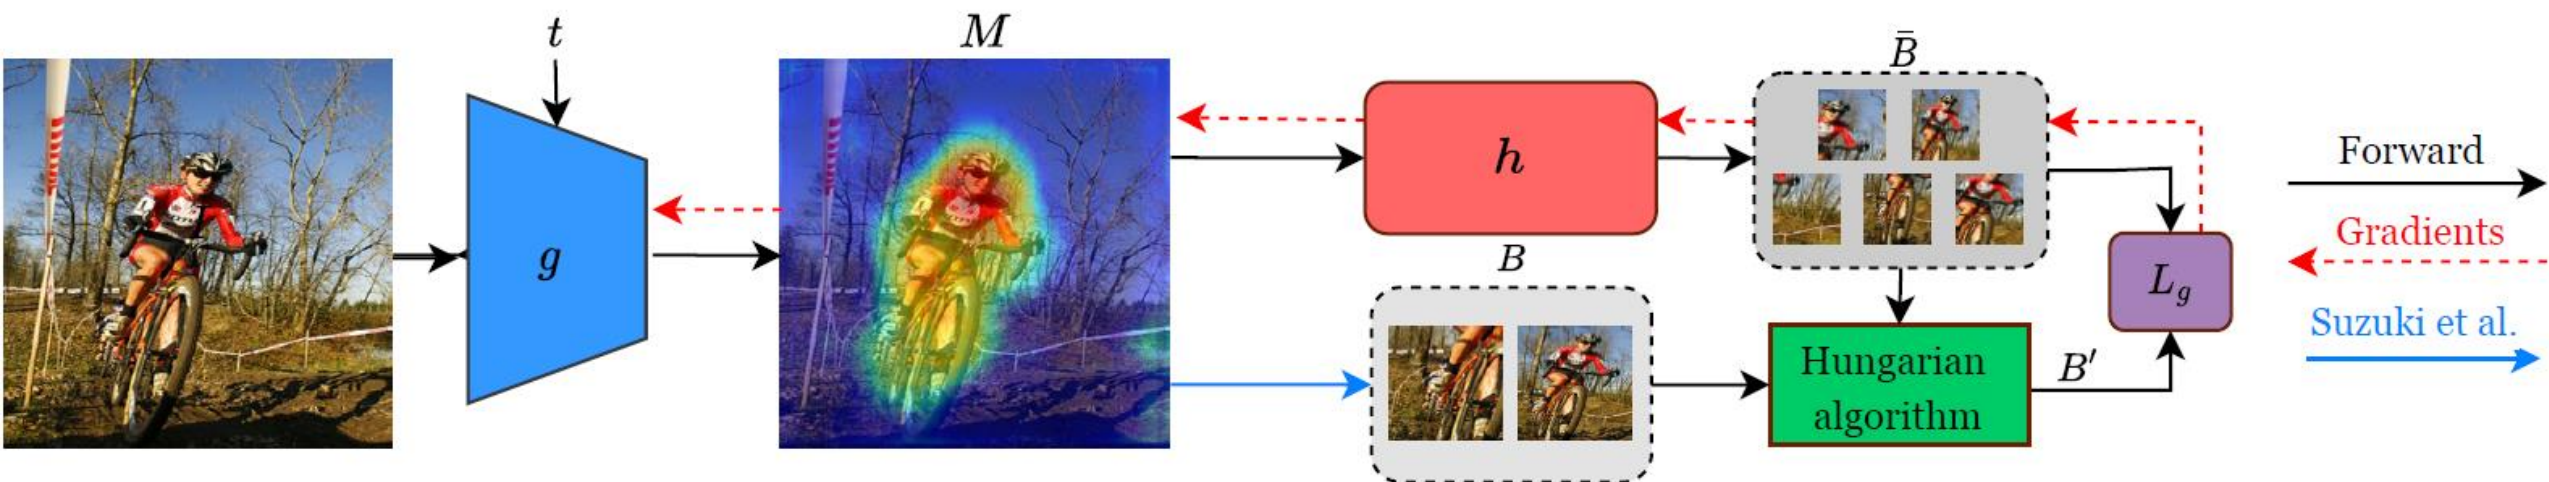 t
M
g
h
B̄
B
Hungarian
algorithm
B′
L_g
Forward
Gradients
Suzuki et al.